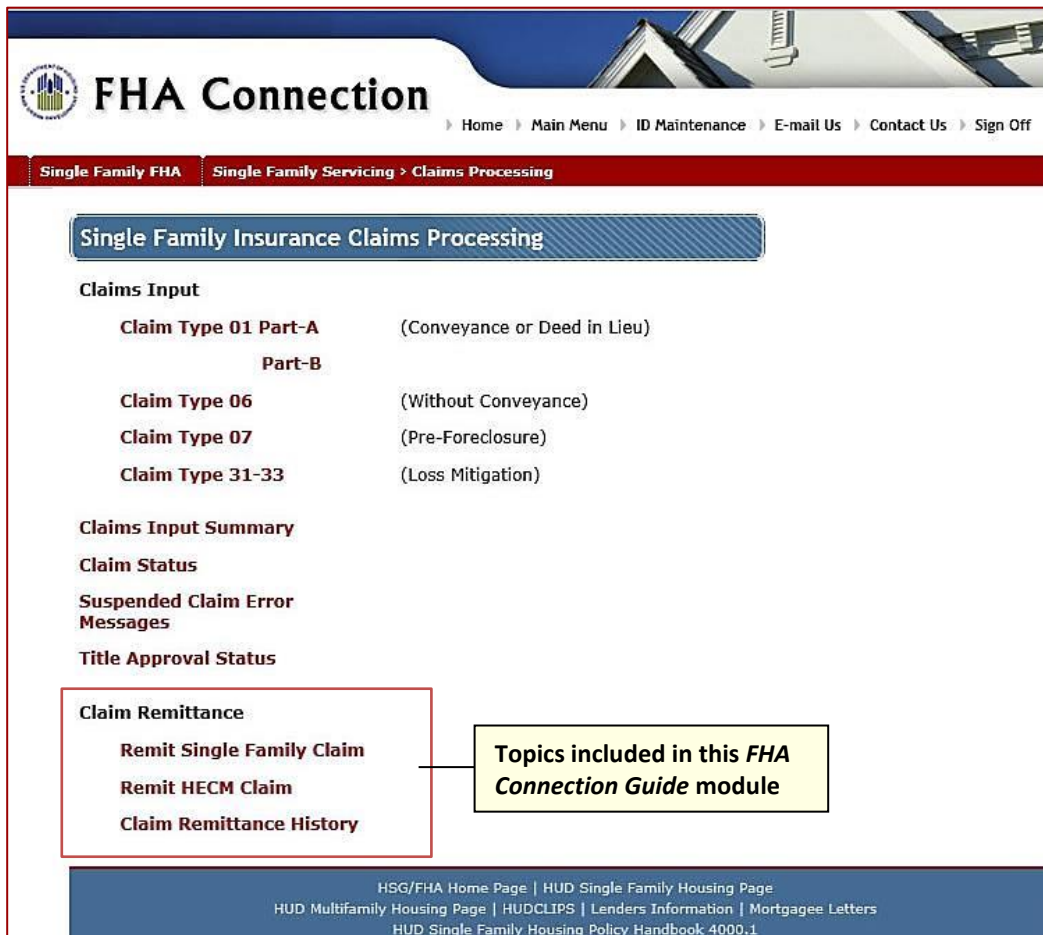 FHA Connection
Home Main Menu ID Maintenance E-mail Us Contact Us Sign Off
Single Family FHA Single Family Servicing > Claims Processing
Single Family Insurance Claims Processing
Claims Input
Claim Type 01 Part-A (Conveyance or Deed in Lieu)
Part-B
Claim Type 06 (Without Conveyance)
Claim Type 07 (Pre-Foreclosure)
Claim Type 31-33 (Loss Mitigation)
Claims Input Summary
Claim Status
Suspended Claim Error
Messages
Title Approval Status
Claim Remittance
Remit Single Family Claim
Remit HECM Claim
Claim Remittance History
Topics included in this FHA
Connection Guide module
HSG/FHA Home Page | HUD Single Family Housing Page
HUD Multifamily Housing Page | HUDCLIPS | Lenders Information | Mortgagee Letters
HUD Single Family Housing Policy Handbook 4000.1